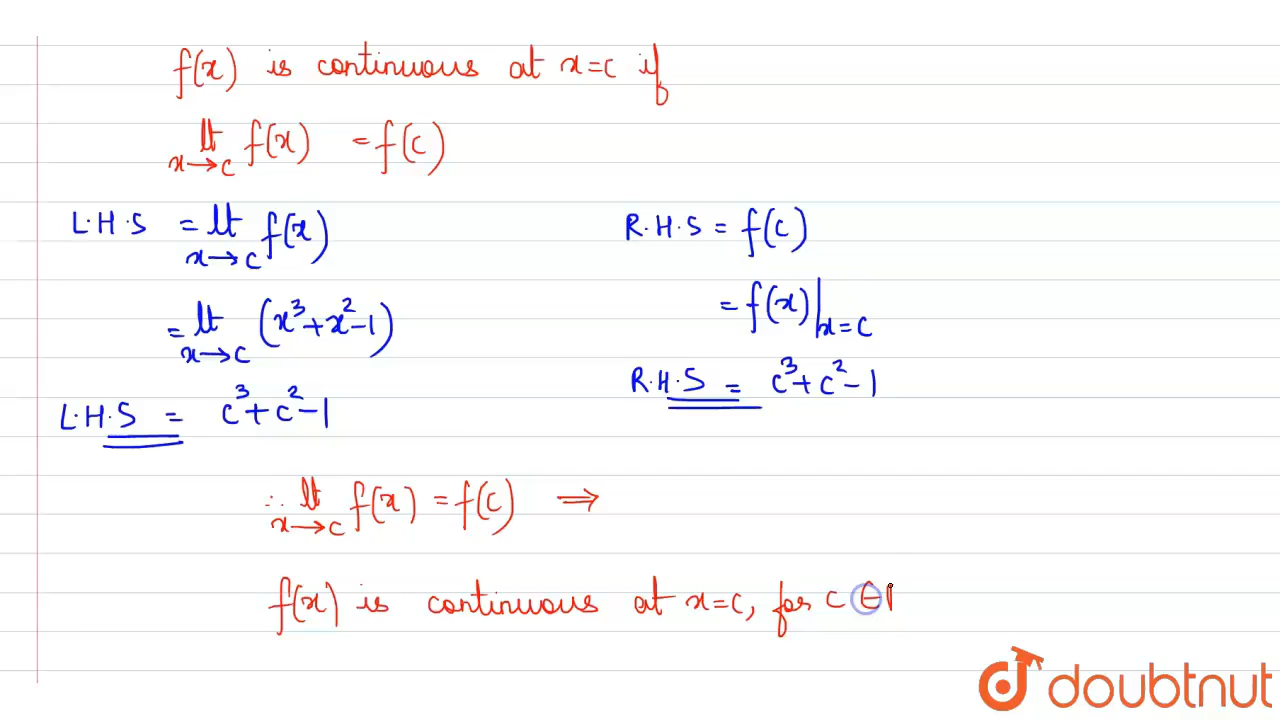 f(x) is continuous at x=c if
lt x→c f(x) = f(c)
L.H.S = lt x→c f(x)
= lt x→c (x³+x²-1)
L.H.S = c³+c²-1
R.H.S = f(c)
= f(x)|x=c
R.H.S = c³+c²-1
∴ lt x→c f(x) = f(c) ⇒
f(x) is continuous at x=c, for c ∈
doubtnut